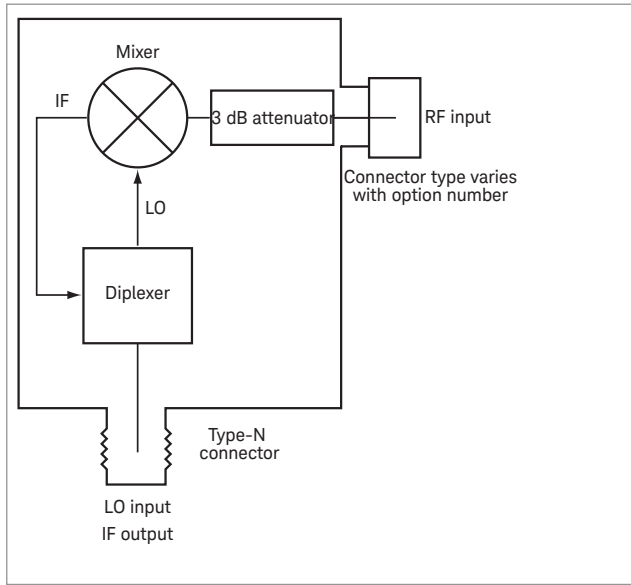 Mixer
IF
3 dB attenuator
RF input
Connector type varies
with option number
LO
Diplexer
Type-N
connector
LO input
IF output